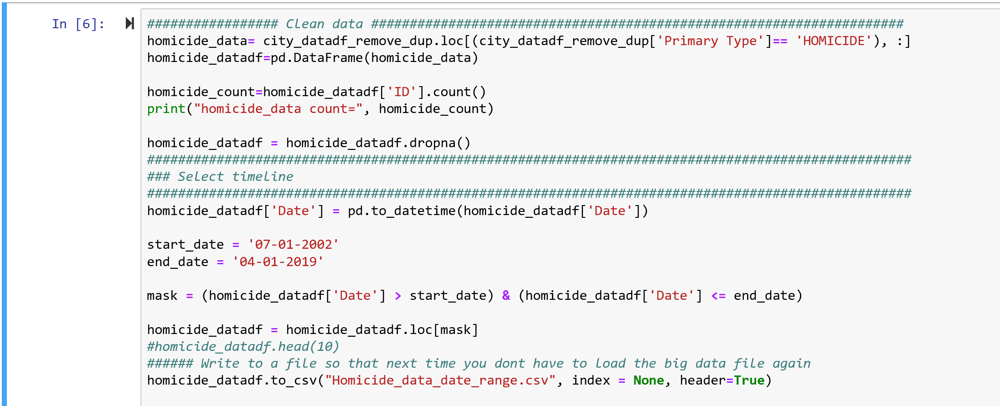 In [6]:
################# Clean data #####################################################################
homicide_data= city_datadf_remove_dup.loc[(city_datadf_remove_dup['Primary Type']== 'HOMICIDE'), :]
homicide_datadf=pd.DataFrame(homicide_data)
homicide_count=homicide_datadf['ID'].count()
print("homicide_data count=", homicide_count)
homicide_datadf = homicide_datadf.dropna()
###################################################################################################
### Select timeline
###################################################################################################
homicide_datadf['Date'] = pd.to_datetime(homicide_datadf['Date'])
start_date = '07-01-2002'
end_date = '04-01-2019'
mask = (homicide_datadf['Date'] > start_date) & (homicide_datadf['Date'] <= end_date)
homicide_datadf = homicide_datadf.loc[mask]
#homicide_datadf.head(10)
###### Write to a file so that next time you dont have to load the big data file again
homicide_datadf.to_csv("Homicide_data_date_range.csv", index = None, header=True)